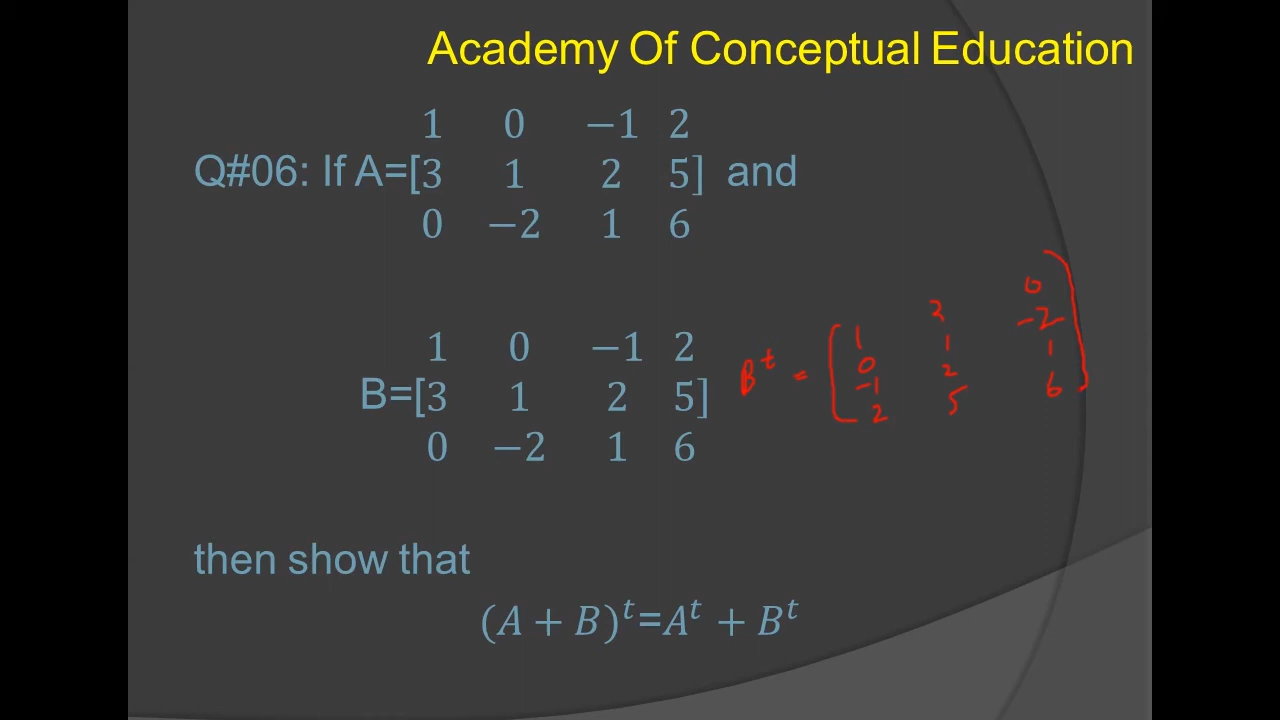 Academy Of Conceptual Education
1 0 −1 2
Q#06: If A=[3 1 2 5] and
0 −2 1 6
1 0 −1 2
B=[3 1 2 5]
0 −2 1 6
B^t = [1 3 0
0 1 -2
-1 2 1
2 5 6]
then show that
(A + B)^t=A^t + B^t